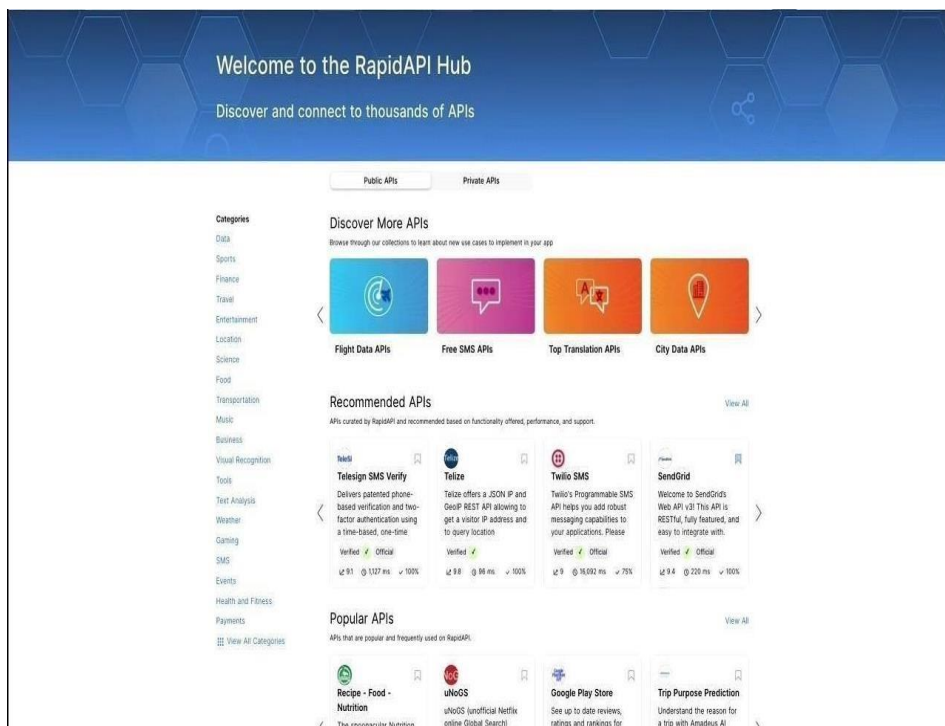 Welcome to the RapidAPI Hub
Discover and connect to thousands of APIs
Public APIs
Private APIs
Categories
Data
Sports
Finance
Travel
Entertainment
Location
Science
Food
Transportation
Music
Business
Visual Recognition
Tools
Text Analysis
Weather
Gaming
SMS
Events
Health and Fitness
Payments
View All Categories
Discover More APIs
Browse through our collections to learn about new use cases to implement in your app
Flight Data APIs
Free SMS APIs
Top Translation APIs
City Data APIs
Recommended APIs
View All
APIs curated by RapidAPI and recommended based on functionality offered, performance, and support.
Telesign SMS Verify
Delivers patented phone-
based verification and two-
factor authentication using
a time-based, one-time
Verified ✓ Official
9.1 1,127 ms ✓ 100%
Telize
Telize
Telize offers a JSON IP and
GeoIP REST API allowing to
get a visitor IP address and
to query location
Verified ✓
9.8 96 ms ✓ 100%
Twilio SMS
Twilio's Programmable SMS
API helps you add robust
messaging capabilities to
your applications. Please
Verified ✓ Official
9 16,092 ms ✓ 75%
SendGrid
Welcome to SendGrid's
Web API v3! This API is
RESTful, fully featured, and
easy to integrate with.
Verified ✓ Official
9.4 220 ms ✓ 100%
Popular APIs
View All
APIs that are popular and frequently used on RapidAPI.
Recipe - Food -
Nutrition
The spoonacular Nutrition
NoG
uNoGS
uNoGS (unofficial Netflix
online Global Search)
Google Play Store
See up to date reviews,
ratings and rankings for
Trip Purpose Prediction
Understand the reason for
a trip with Amadeus AI